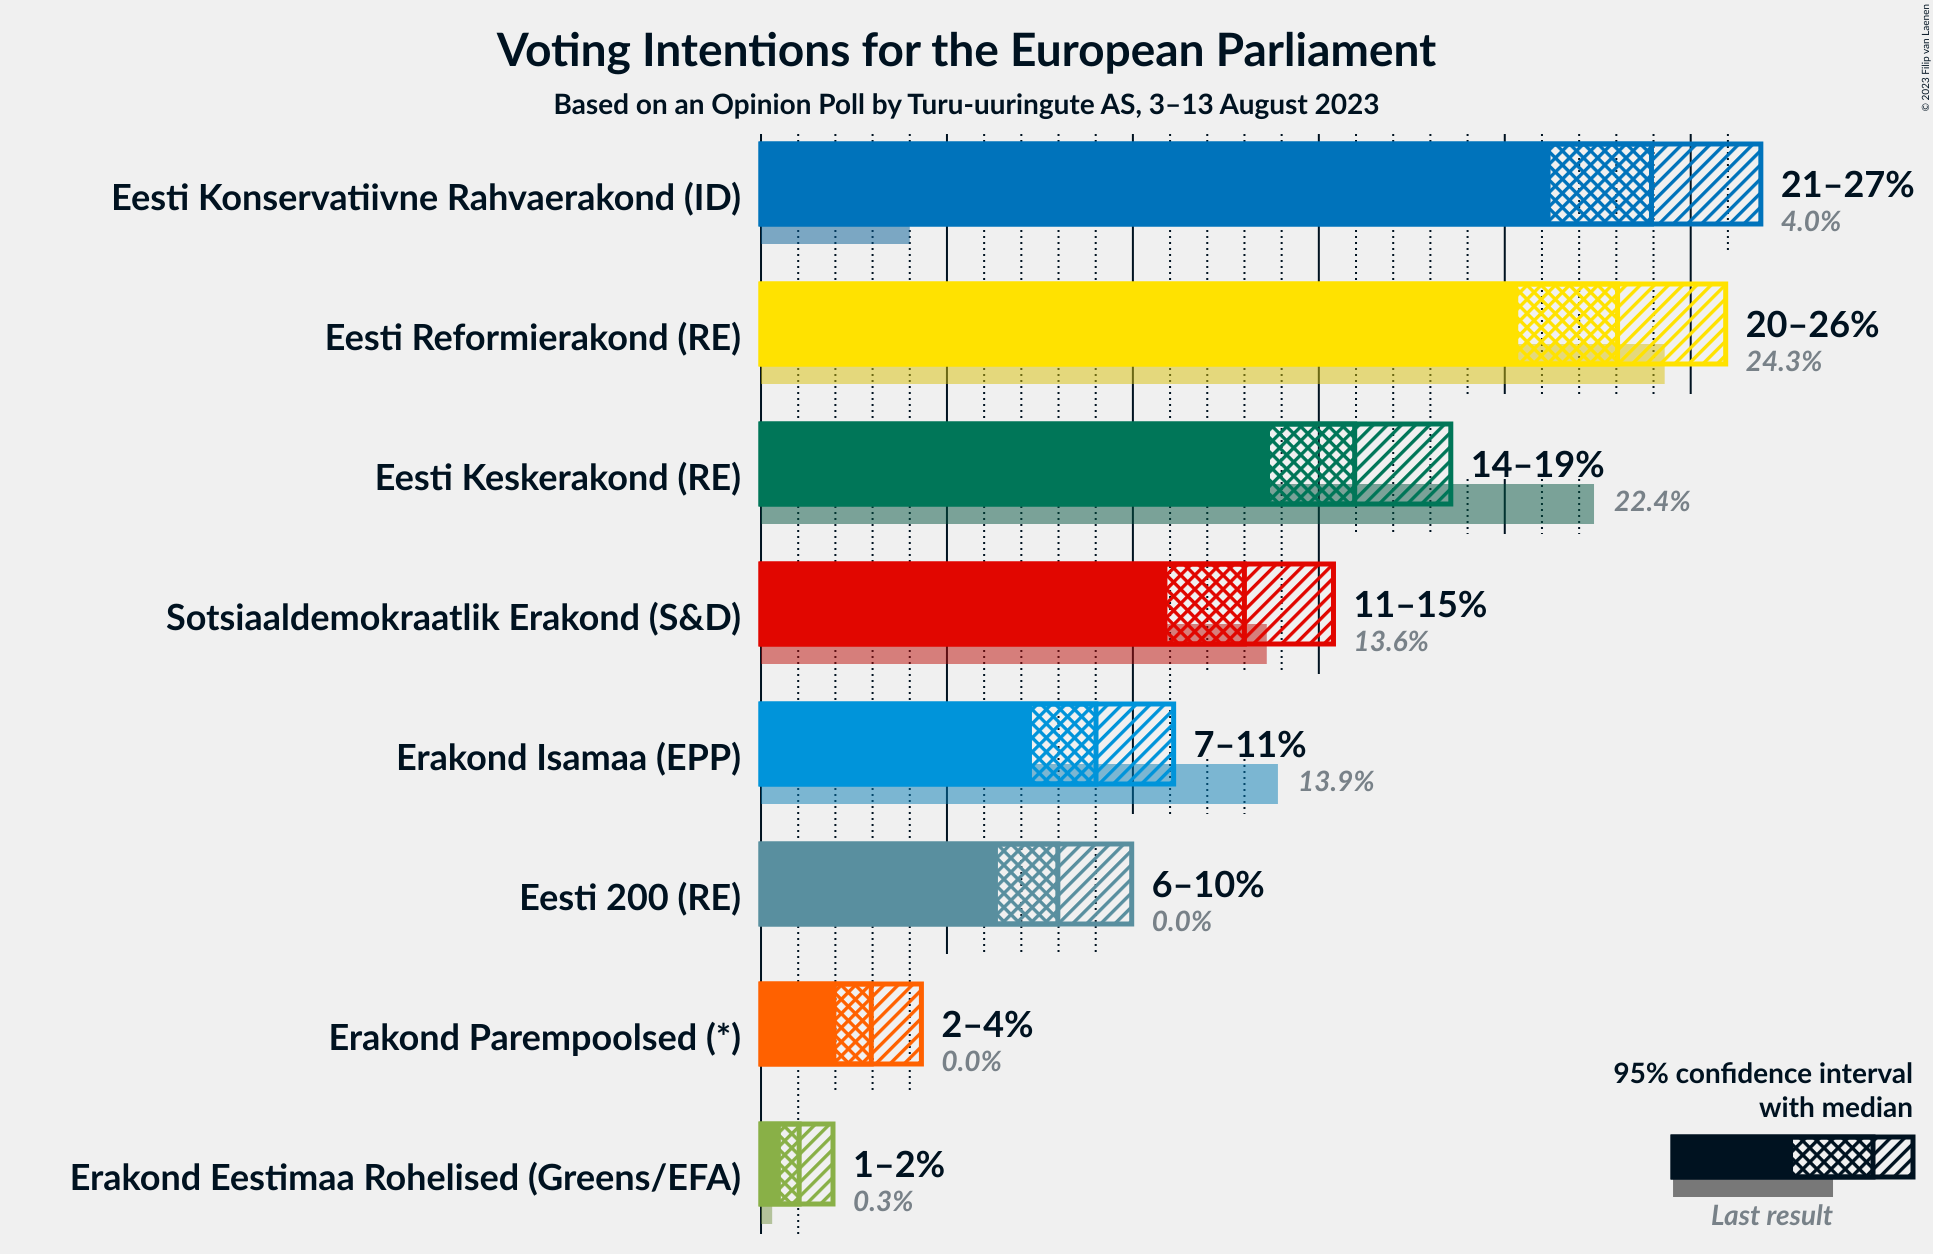 Voting Intentions for the European Parliament
Based on an Opinion Poll by Turu-uuringute AS, 3–13 August 2023
© 2023 Filip van Laenen
Eesti Konservatiivne Rahvaerakond (ID)
21–27%
4.0%
Eesti Reformierakond (RE)
20–26%
24.3%
Eesti Keskerakond (RE)
14–19%
22.4%
Sotsiaaldemokraatlik Erakond (S&D)
11–15%
13.6%
Erakond Isamaa (EPP)
7–11%
13.9%
Eesti 200 (RE)
6–10%
0.0%
Erakond Parempoolsed (*)
2–4%
0.0%
Erakond Eestimaa Rohelised (Greens/EFA)
1–2%
0.3%
95% confidence interval
with median
Last result